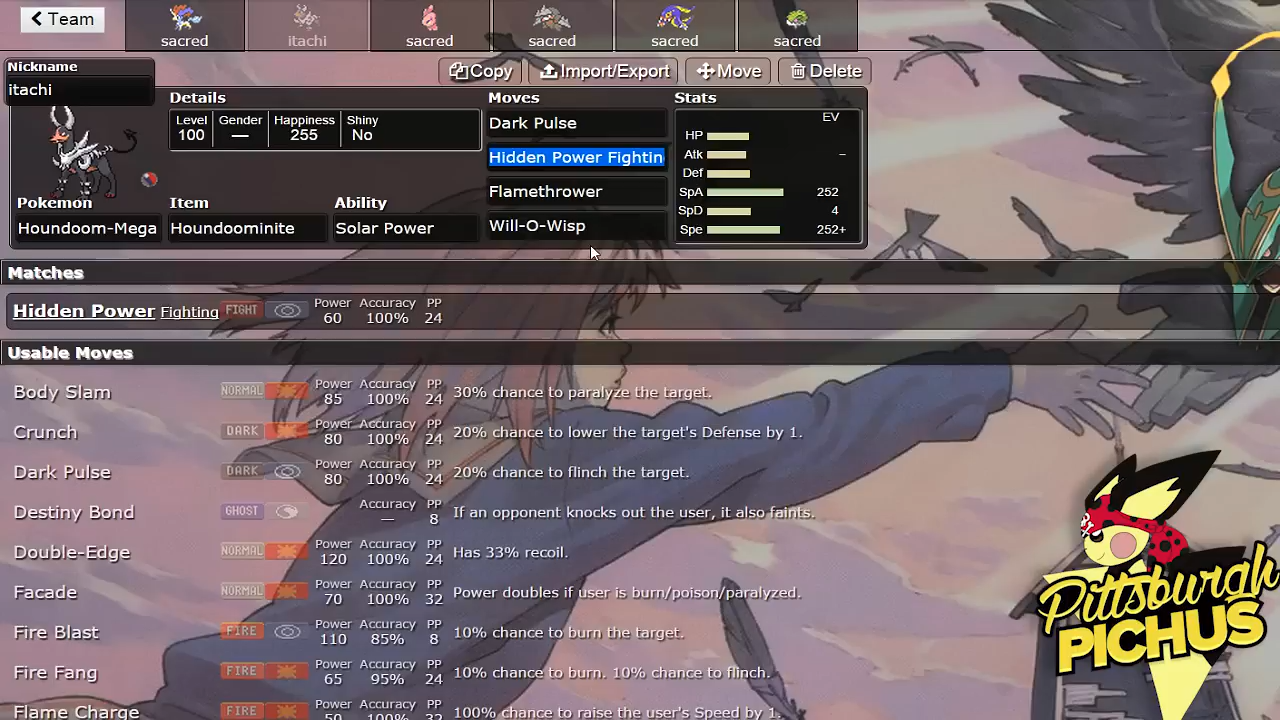 Team
sacred
itachi
sacred
sacred
sacred
sacred
Nickname
itachi
Copy
Import/Export
Move
Delete
Details
Level
100
Gender
—
Happiness
255
Shiny
No
Pokemon
Houndoom-Mega
Item
Houndoominite
Ability
Solar Power
Moves
Dark Pulse
Hidden Power Fightin
Flamethrower
Will-O-Wisp
Stats
EV
HP
Atk –
Def
SpA 252
SpD 4
Spe 252+
Matches
Hidden Power Fighting FIGHT Power 60 Accuracy 100% PP 24
Usable Moves
Body Slam NORMAL Power 85 Accuracy 100% PP 24 30% chance to paralyze the target.
Crunch DARK Power 80 Accuracy 100% PP 24 20% chance to lower the target's Defense by 1.
Dark Pulse DARK Power 80 Accuracy 100% PP 24 20% chance to flinch the target.
Destiny Bond GHOST Accuracy — PP 8 If an opponent knocks out the user, it also faints.
Double-Edge NORMAL Power 120 Accuracy 100% PP 24 Has 33% recoil.
Facade NORMAL Power 70 Accuracy 100% PP 32 Power doubles if user is burn/poison/paralyzed.
Fire Blast FIRE Power 110 Accuracy 85% PP 8 10% chance to burn the target.
Fire Fang FIRE Power 65 Accuracy 95% PP 24 10% chance to burn. 10% chance to flinch.
Flame Charge FIRE Power 50 Accuracy 100% PP 32 100% chance to raise the user's Speed by 1.
Pittsburgh
PICHUS